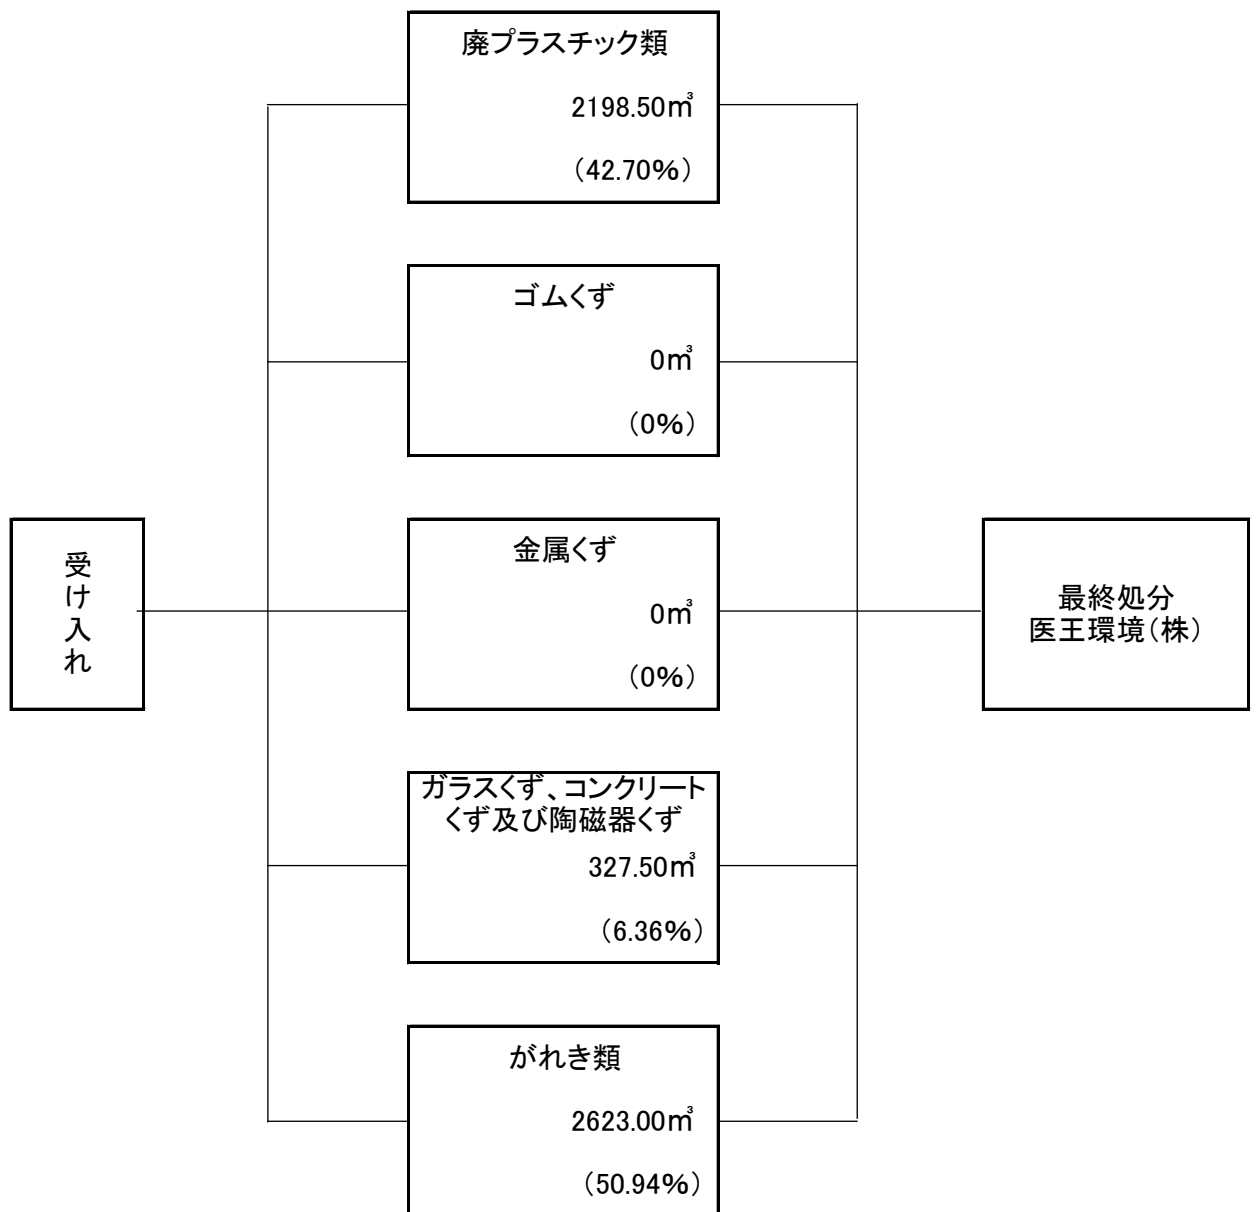 廃プラスチック類
2198.50㎥
（42.70%）
ゴムくず
0㎥
（0%）
受け入れ
金属くず
0㎥
（0%）
最終処分
医王環境（株）
ガラスくず、コンクリート
くず及び陶磁器くず
327.50㎥
（6.36%）
がれき類
2623.00㎥
（50.94%）